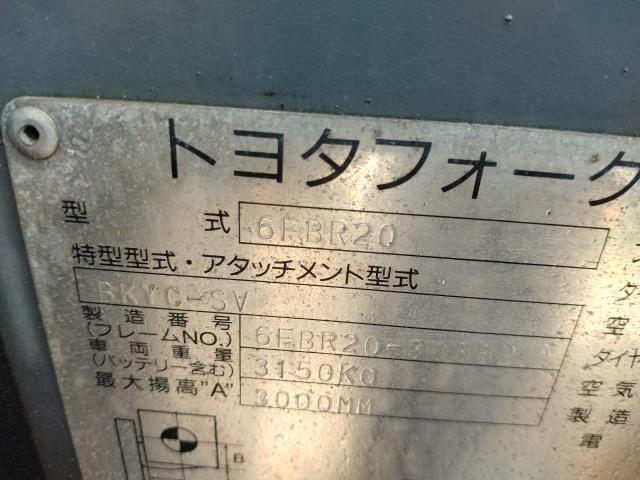 トヨタフォーク
型 式 6FBR20
特型型式・アタッチメント型式
BKYC-SV
製造番号
(フレームNO.)
車両重量
(バッテリー含む) 3150KG
最大揚高"A" 3000MM
B
空
タイヤ
空気
製造
電